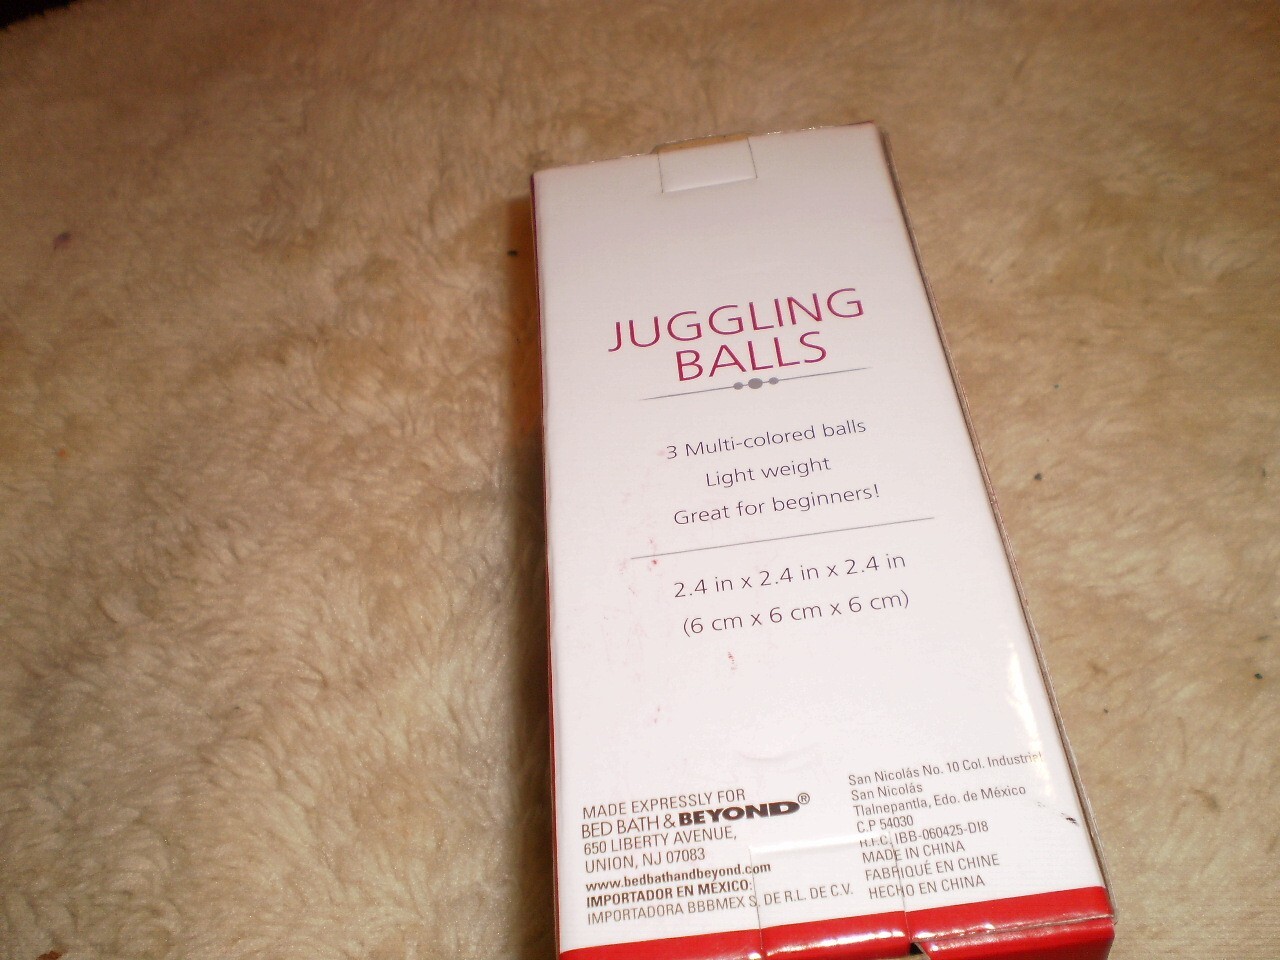 JUGGLING
BALLS
3 Multi-colored balls
Light weight
Great for beginners!
2.4 in x 2.4 in x 2.4 in
(6 cm x 6 cm x 6 cm)
MADE EXPRESSLY FOR
BED BATH & BEYOND®
650 LIBERTY AVENUE,
UNION, NJ 07083
www.bedbathandbeyond.com
IMPORTADOR EN MÉXICO:
IMPORTADORA BBBMEX S. DE R.L. DE C.V.
San Nicolás No. 10 Col. Industrial
San Nicolás
Tlalnepantla, Edo. de México
C.P 54030
R.F.C. IBB-060425-DI8
MADE IN CHINA
FABRIQUÉ EN CHINE
HECHO EN CHINA